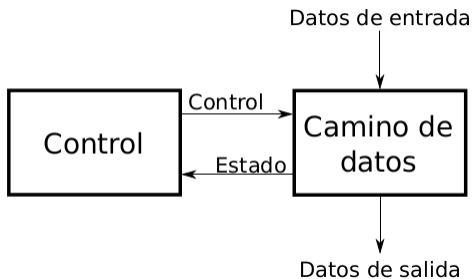 Datos de entrada
Control
Control
Camino de
datos
Estado
Datos de salida